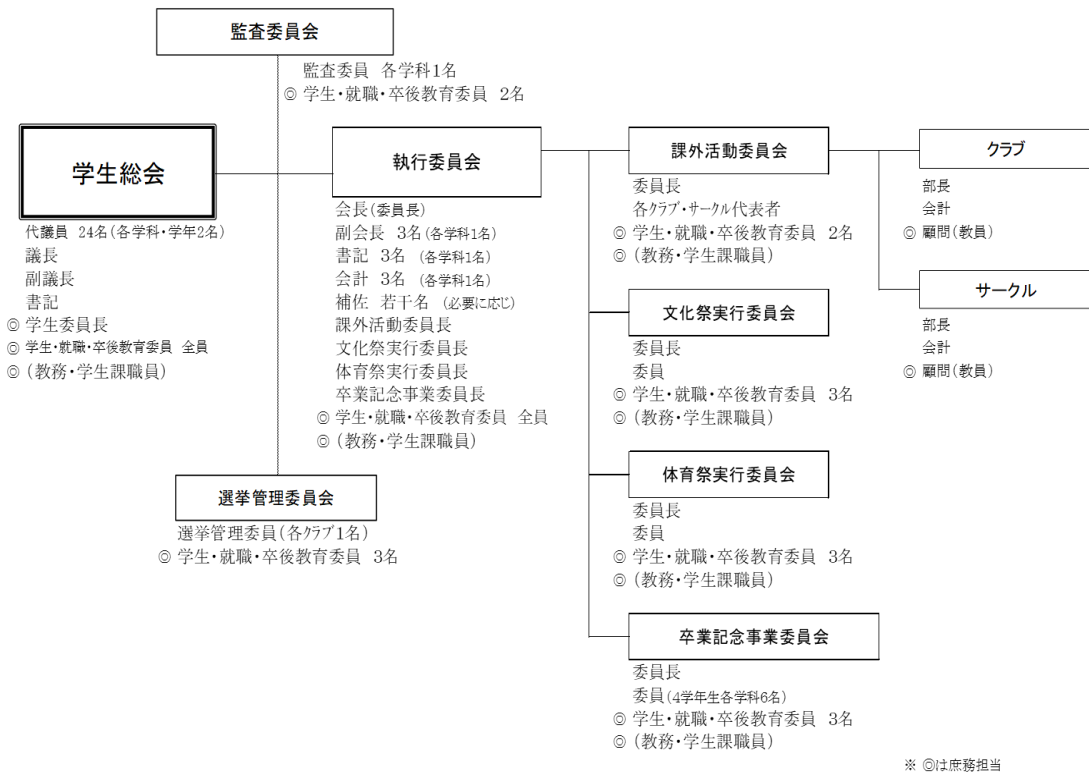 監査委員会
監査委員 各学科1名
◎ 学生・就職・卒後教育委員 2名
学生総会
代議員 24名(各学科・学年2名)
議長
副議長
書記
◎ 学生委員長
◎ 学生・就職・卒後教育委員 全員
◎ (教務・学生課職員)
執行委員会
会長(委員長)
副会長 3名(各学科1名)
書記 3名 (各学科1名)
会計 3名 (各学科1名)
補佐 若干名 (必要に応じ)
課外活動委員長
文化祭実行委員長
体育祭実行委員長
卒業記念事業委員長
◎ 学生・就職・卒後教育委員 全員
◎ (教務・学生課職員)
選挙管理委員会
選挙管理委員(各クラブ1名)
◎ 学生・就職・卒後教育委員 3名
課外活動委員会
委員長
各クラブ・サークル代表者
◎ 学生・就職・卒後教育委員 2名
◎ (教務・学生課職員)
文化祭実行委員会
委員長
委員
◎ 学生・就職・卒後教育委員 3名
◎ (教務・学生課職員)
体育祭実行委員会
委員長
委員
◎ 学生・就職・卒後教育委員 3名
◎ (教務・学生課職員)
卒業記念事業委員会
委員長
委員(4学年生各学科6名)
◎ 学生・就職・卒後教育委員 3名
◎ (教務・学生課職員)
クラブ
部長
会計
◎ 顧問(教員)
サークル
部長
会計
◎ 顧問(教員)
※ ◎は庶務担当